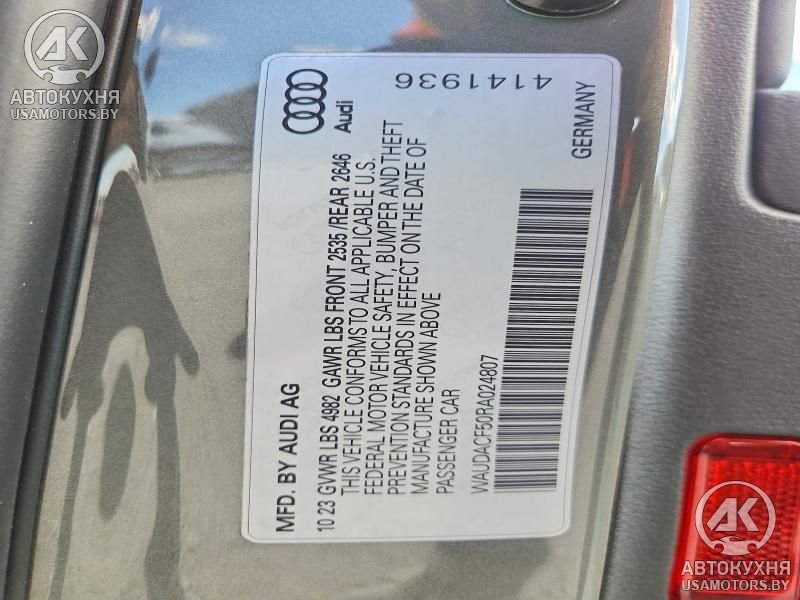 MFD. BY AUDI AG
10 23 GVWR LBS 4982 GAWR LBS FRONT 2535/REAR 2646
THIS VEHICLE CONFORMS TO ALL APPLICABLE U.S.
FEDERAL MOTOR VEHICLE SAFETY, BUMPER AND THEFT
PREVENTION STANDARDS IN EFFECT ON THE DATE OF
MANUFACTURE SHOWN ABOVE
PASSENGER CAR
WAUDACF50RA024807
Audi
4141936
GERMANY
АК
АВТОКУХНЯ
USAMOTORS.BY
АК
АВТОКУХНЯ
USAMOTORS.BY